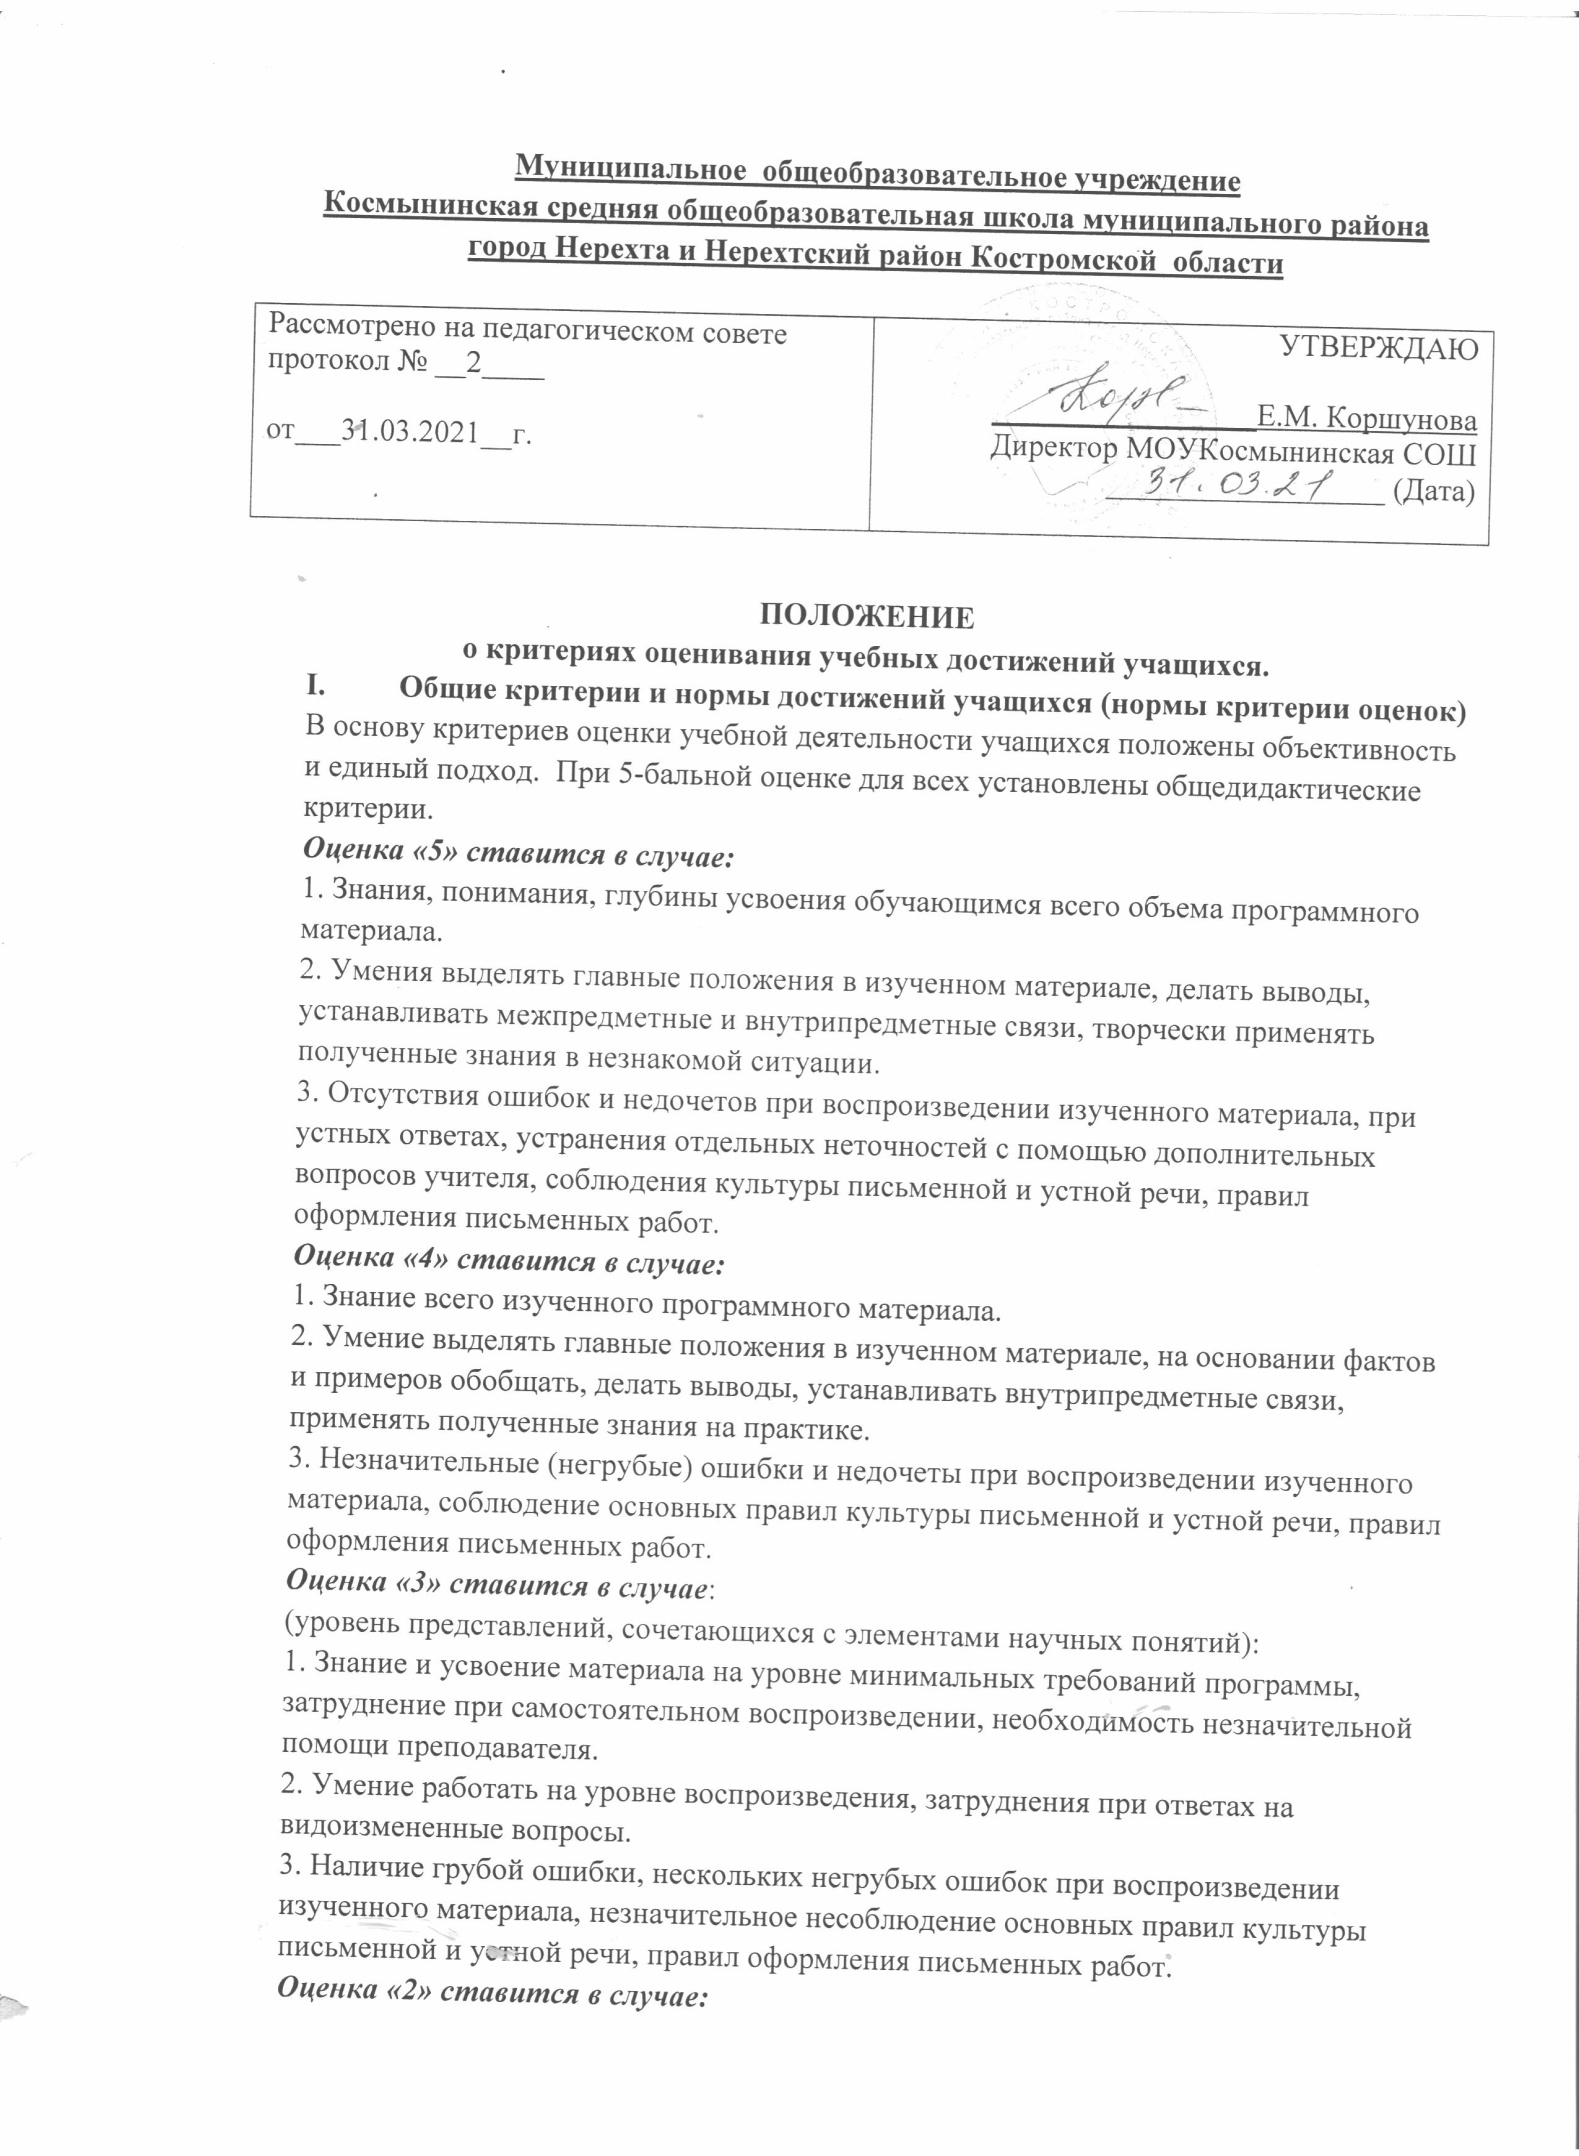 Муниципальное  общеобразовательное учреждение
Космынинская средняя общеобразовательная школа муниципального района
город Нерехта и Нерехтский район Костромской  области
Рассмотрено на педагогическом совете
протокол № __2____
от___31.03.2021__г.
УТВЕРЖДАЮ
Е.М. Коршунова
Директор МОУКосмынинская СОШ
31.03.21 (Дата)
ПОЛОЖЕНИЕ
о критериях оценивания учебных достижений учащихся.
I. Общие критерии и нормы достижений учащихся (нормы критерии оценок)
В основу критериев оценки учебной деятельности учащихся положены объективность
и единый подход.  При 5-бальной оценке для всех установлены общедидактические
критерии.
Оценка «5» ставится в случае:
1. Знания, понимания, глубины усвоения обучающимся всего объема программного
материала.
2. Умения выделять главные положения в изученном материале, делать выводы,
устанавливать межпредметные и внутрипредметные связи, творчески применять
полученные знания в незнакомой ситуации.
3. Отсутствия ошибок и недочетов при воспроизведении изученного материала, при
устных ответах, устранения отдельных неточностей с помощью дополнительных
вопросов учителя, соблюдения культуры письменной и устной речи, правил
оформления письменных работ.
Оценка «4» ставится в случае:
1. Знание всего изученного программного материала.
2. Умение выделять главные положения в изученном материале, на основании фактов
и примеров обобщать, делать выводы, устанавливать внутрипредметные связи,
применять полученные знания на практике.
3. Незначительные (негрубые) ошибки и недочеты при воспроизведении изученного
материала, соблюдение основных правил культуры письменной и устной речи, правил
оформления письменных работ.
Оценка «3» ставится в случае:
(уровень представлений, сочетающихся с элементами научных понятий):
1. Знание и усвоение материала на уровне минимальных требований программы,
затруднение при самостоятельном воспроизведении, необходимость незначительной
помощи преподавателя.
2. Умение работать на уровне воспроизведения, затруднения при ответах на
видоизмененные вопросы.
3. Наличие грубой ошибки, нескольких негрубых ошибок при воспроизведении
изученного материала, незначительное несоблюдение основных правил культуры
письменной и устной речи, правил оформления письменных работ.
Оценка «2» ставится в случае: